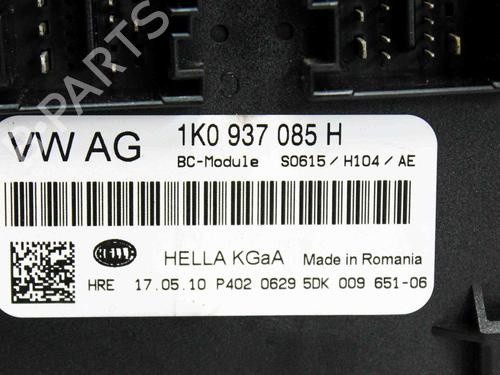 B-PARTS
VW AG 1K0 937 085 H
BC-Module S0615 / H104 / AE
HELLA HELLA KGaA Made in Romania
HRE 17.05.10 P402 0629 5DK 009 651-06